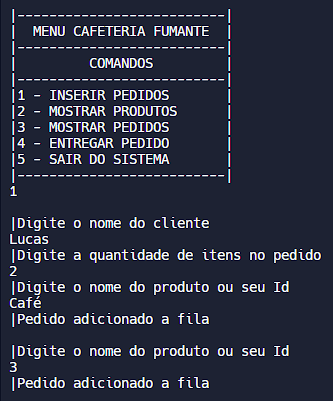 |--------------------------|
|  MENU CAFETERIA FUMANTE  |
|--------------------------|
|         COMANDOS         |
|--------------------------|
|1 - INSERIR PEDIDOS       |
|2 - MOSTRAR PRODUTOS      |
|3 - MOSTRAR PEDIDOS       |
|4 - ENTREGAR PEDIDO       |
|5 - SAIR DO SISTEMA       |
|--------------------------|
1
|Digite o nome do cliente
Lucas
|Digite a quantidade de itens no pedido
2
|Digite o nome do produto ou seu Id
Café
|Pedido adicionado a fila
|Digite o nome do produto ou seu Id
3
|Pedido adicionado a fila